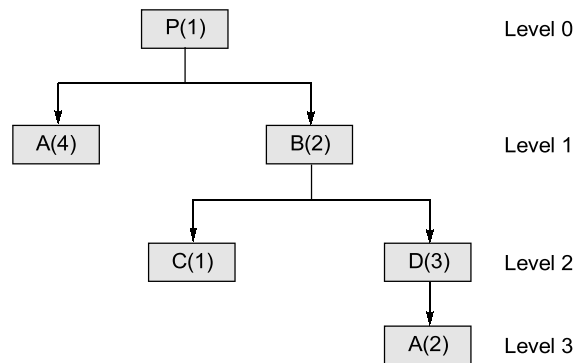 P(1) Level 0
A(4) B(2) Level 1
C(1) D(3) Level 2
A(2) Level 3